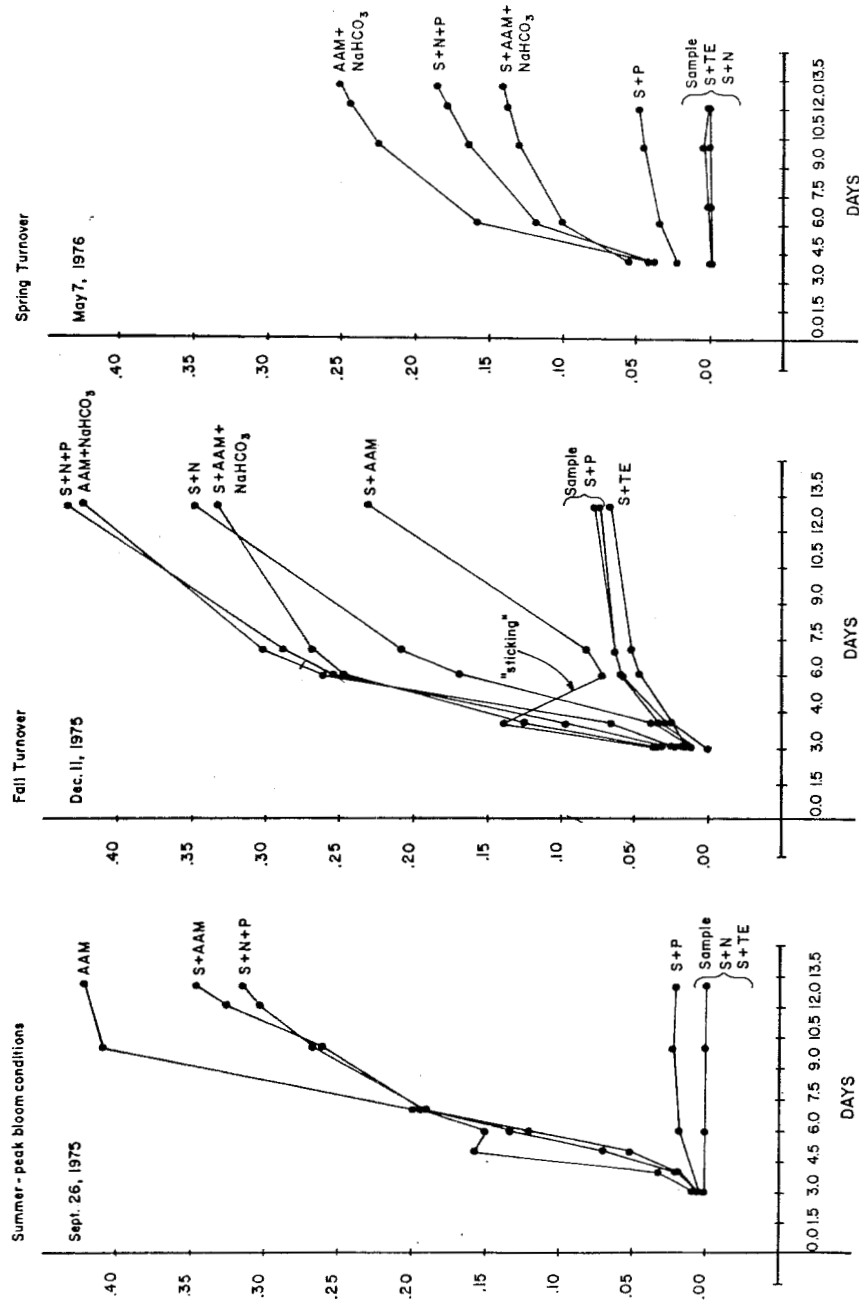 Summer-peak bloom conditions
Sept. 26, 1975
.40
.35
.30
.25
.20
.15
.10
.05
.00
AAM
S+AAM
S+N+P
S+P
Sample
S+N
S+TE
0.0 1.5 3.0 4.5 6.0 7.5 9.0 10.5 12.0 13.5
DAYS
Fall Turnover
Dec. 11, 1975
.40
.35
.30
.25
.20
.15
.10
.05
.00
S+N+P
AAM+NaHCO3
S+N
S+AAM+
NaHCO3
S+AAM
"sticking"
Sample
S+P
S+TE
0.0 1.5 3.0 4.0 6.0 7.5 9.0 10.5 12.0 13.5
DAYS
Spring Turnover
May 7, 1976
.40
.35
.30
.25
.20
.15
.10
.05
.00
AAM+
NaHCO3
S+N+P
S+AAM+
NaHCO3
S+P
Sample
S+TE
S+N
0.0 1.5 3.0 4.5 6.0 7.5 9.0 10.5 12.0 13.5
DAYS